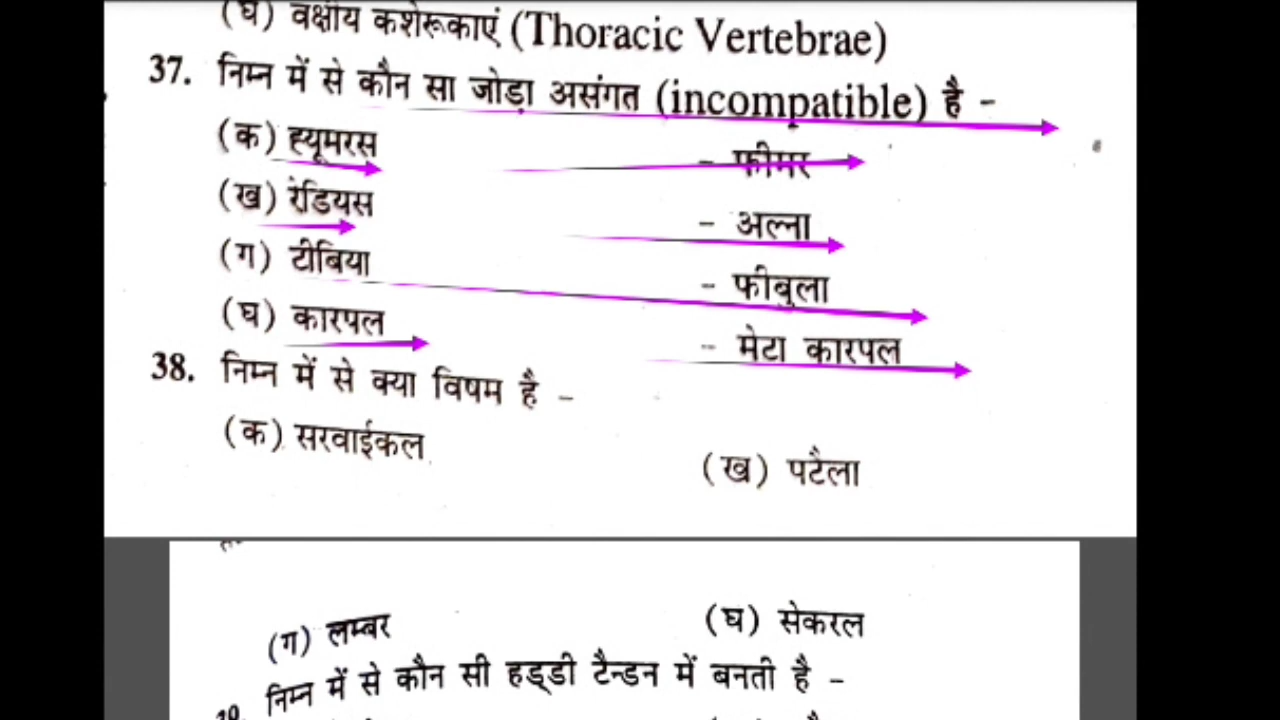 (घ) वक्षीय कशेरूकाएं (Thoracic Vertebrae)
37. निम्न में से कौन सा जोड़ा असंगत (incompatible) है -
(क) ह्यूमरस - फीमर
(ख) रेडियस - अल्ना
(ग) टीबिया - फीबुला
(घ) कारपल - मेटा कारपल
38. निम्न में से क्या विषम है -
(क) सरवाईकल (ख) पटैला
(ग) लम्बर (घ) सेकरल
निम्न में से कौन सी हड्डी टैन्डन में बनती है -